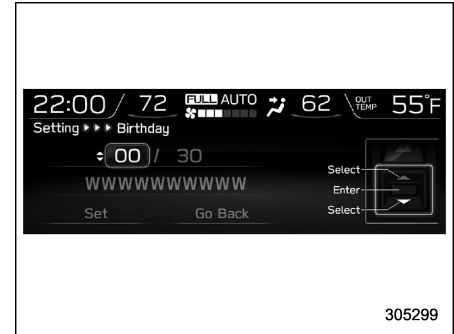 22:00 / 72 FULL AUTO 62 OUT TEMP 55°F
Setting ▸▸▸ Birthday
00 / 30
Select
WWWWWWWWWW
Enter
Select
Set Go Back
305299